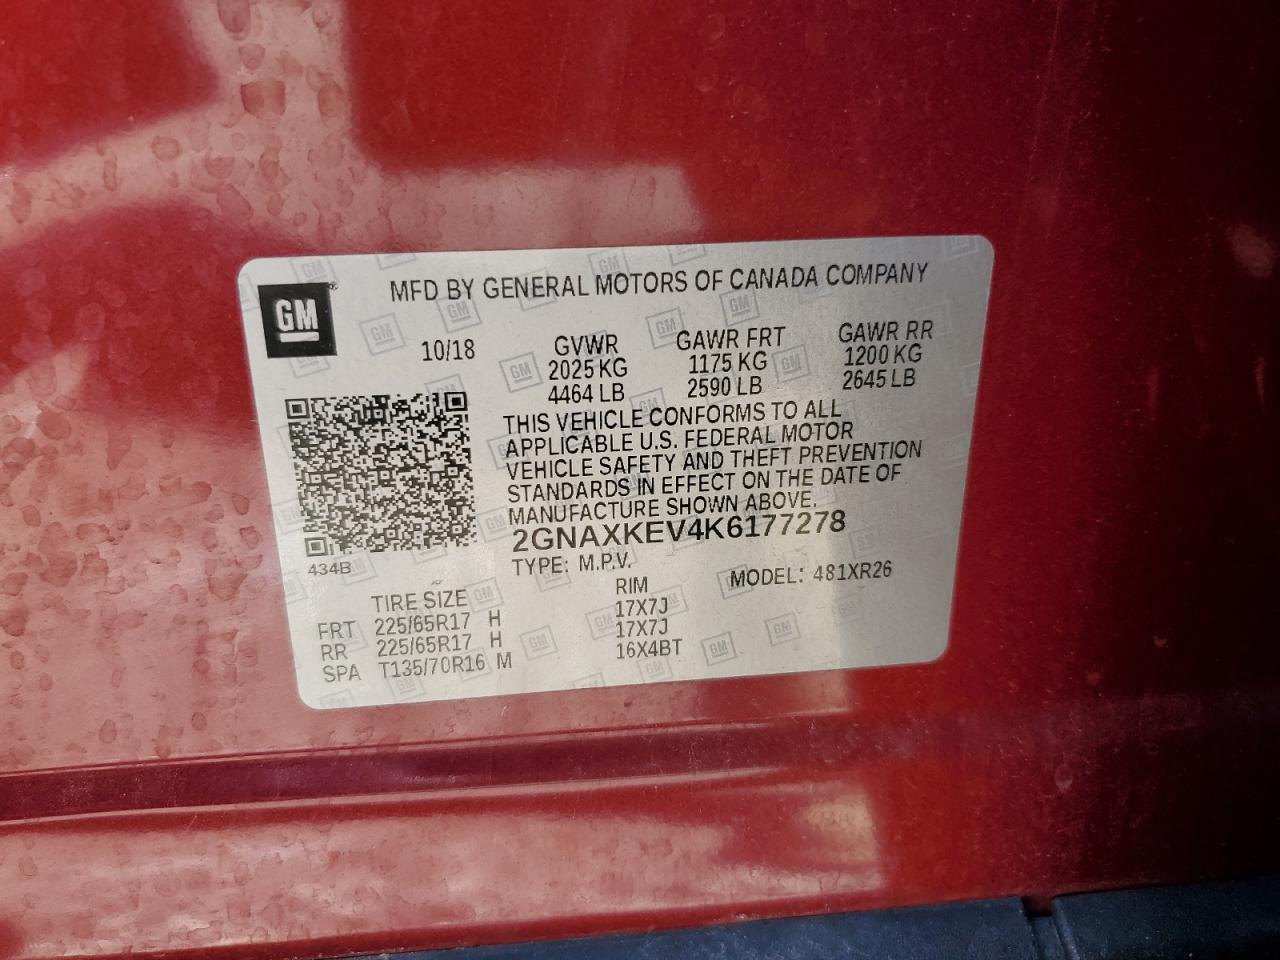 GM
MFD BY GENERAL MOTORS OF CANADA COMPANY
10/18
GVWR GAWR FRT GAWR RR
2025 KG 1175 KG 1200 KG
4464 LB 2590 LB 2645 LB
THIS VEHICLE CONFORMS TO ALL
APPLICABLE U.S. FEDERAL MOTOR
VEHICLE SAFETY AND THEFT PREVENTION
STANDARDS IN EFFECT ON THE DATE OF
MANUFACTURE SHOWN ABOVE.
2GNAXKEV4K6177278
434B
TYPE: M.P.V. MODEL: 481XR26
TIRE SIZE RIM
FRT 225/65R17 H 17X7J
RR 225/65R17 H 17X7J
SPA T135/70R16 M 16X4BT